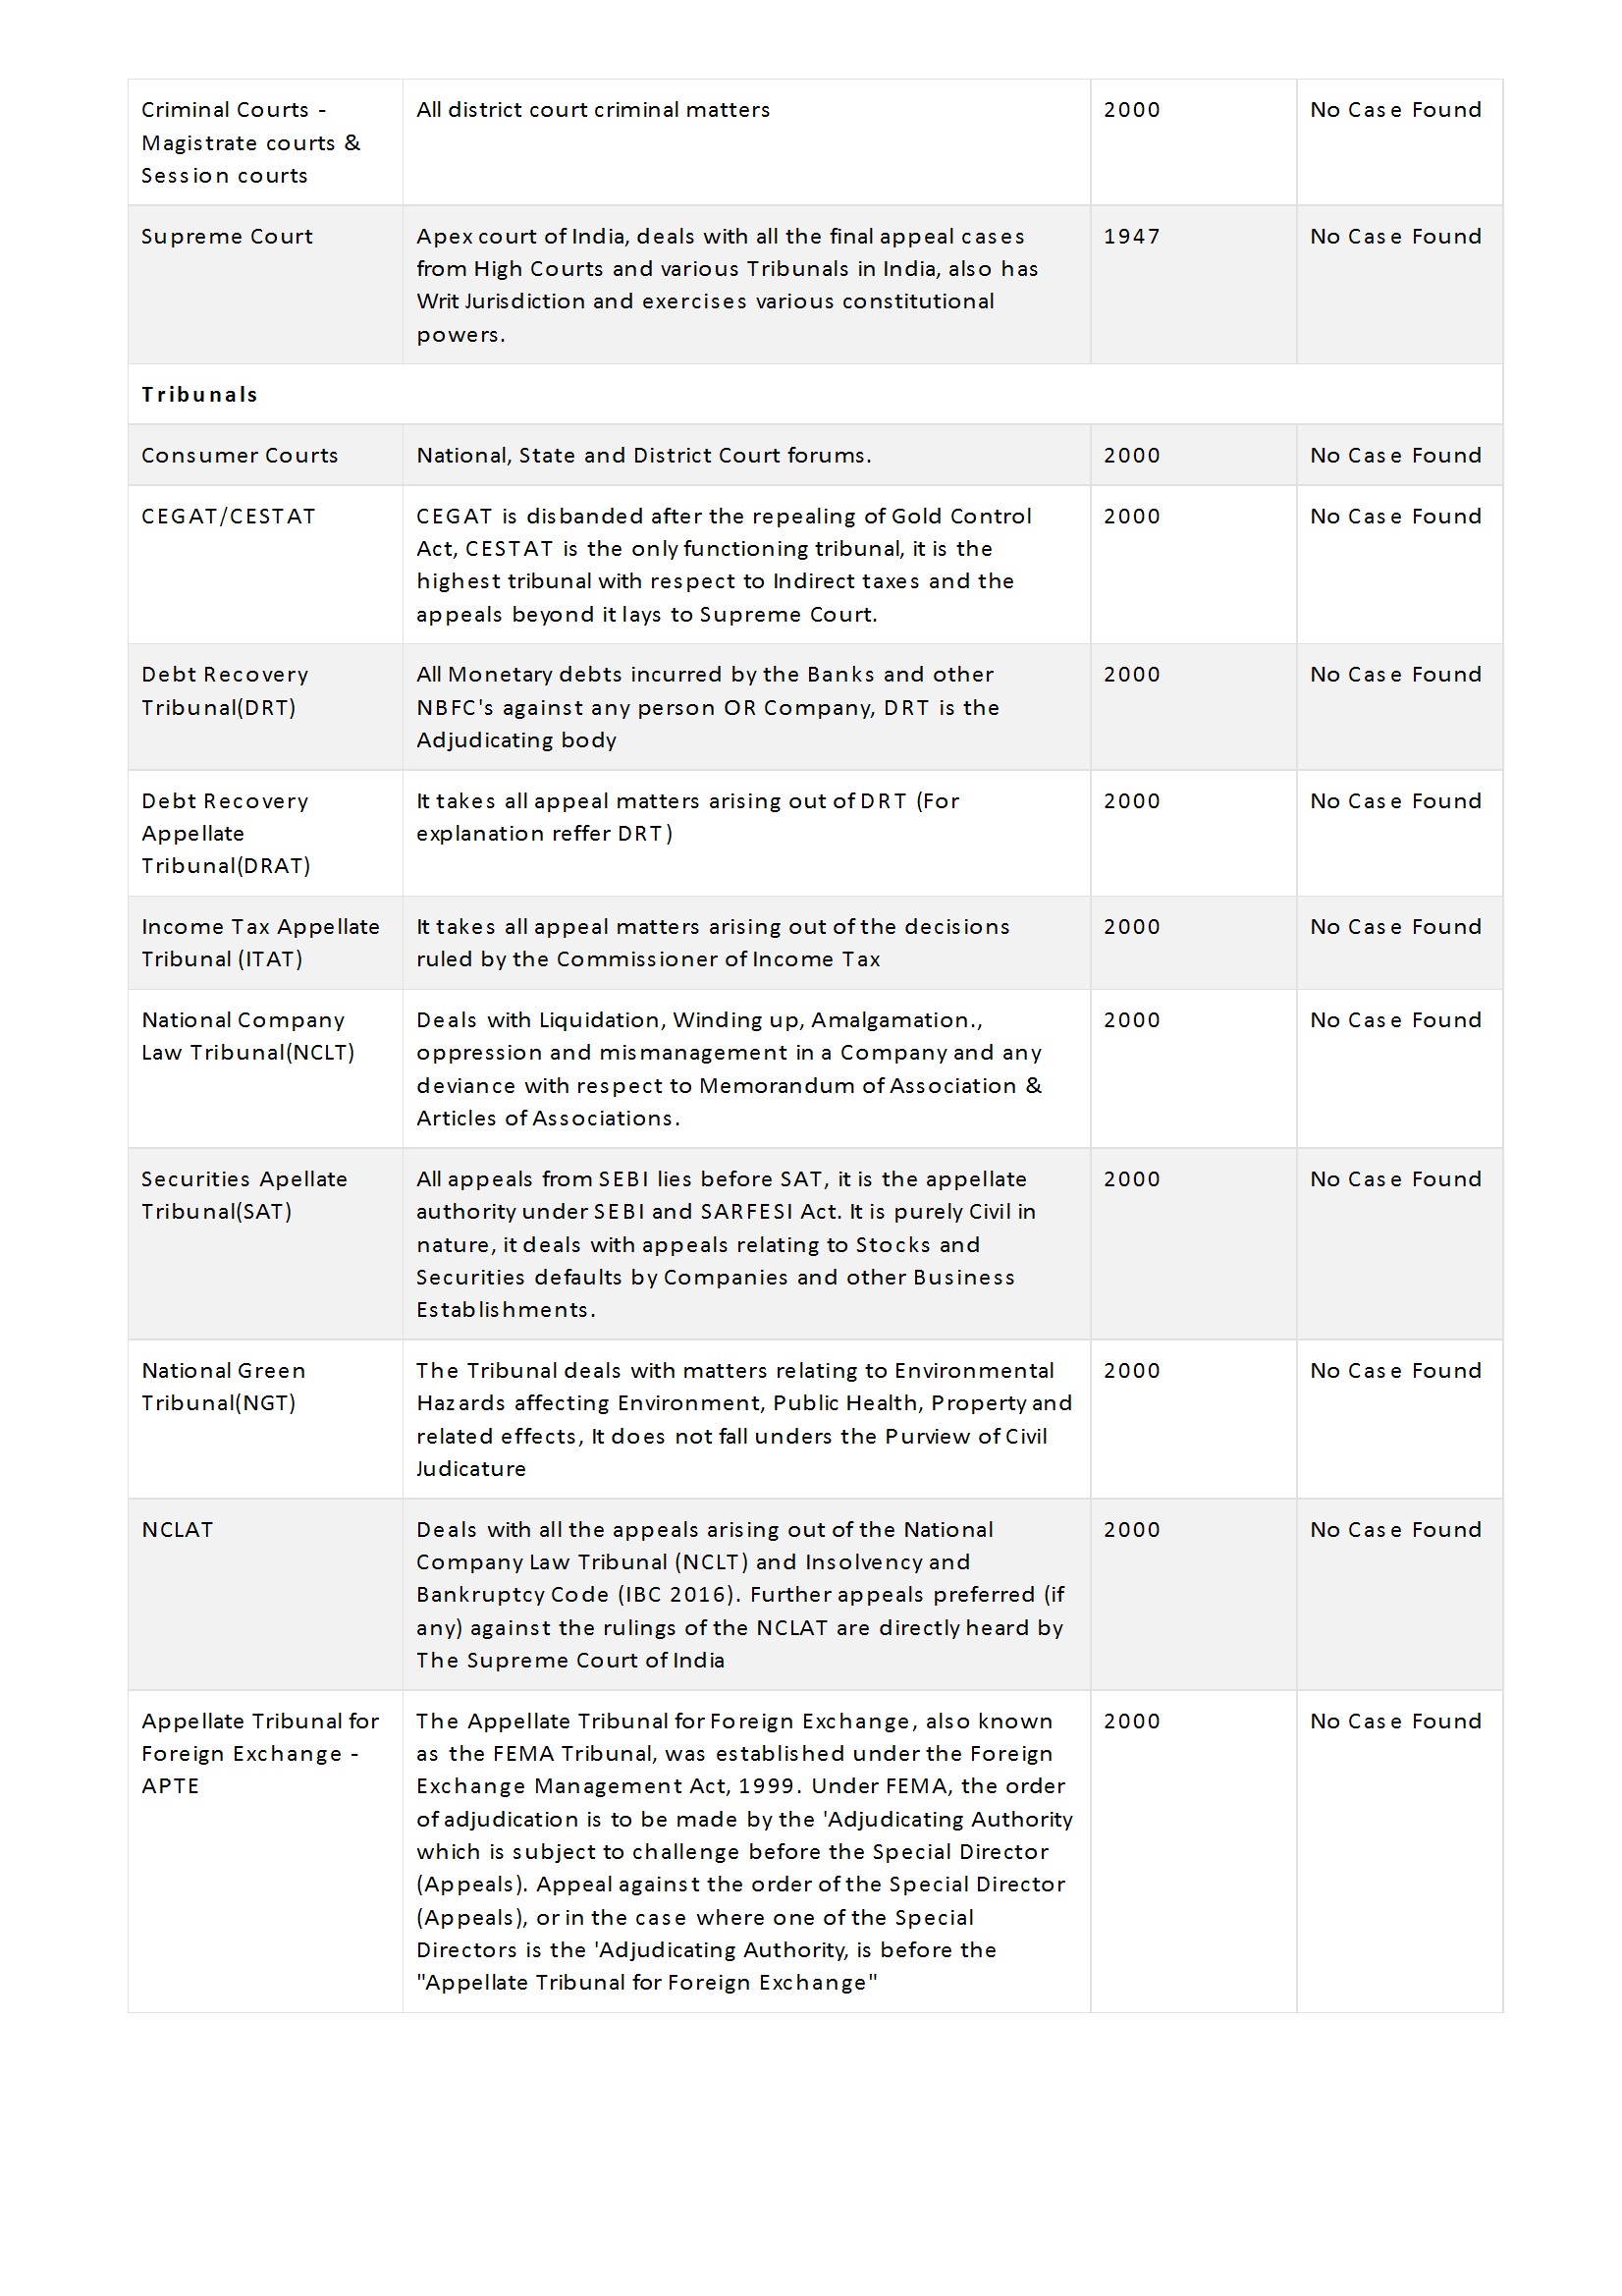 Criminal Courts -
Magistrate courts &
Session courts
All district court criminal matters
2000
No Case Found
Supreme Court
Apex court of India, deals with all the final appeal cases
from High Courts and various Tribunals in India, also has
Writ Jurisdiction and exercises various constitutional
powers.
1947
No Case Found
Tribunals
Consumer Courts
National, State and District Court forums.
2000
No Case Found
CEGAT/CESTAT
CEGAT is disbanded after the repealing of Gold Control
Act, CESTAT is the only functioning tribunal, it is the
highest tribunal with respect to Indirect taxes and the
appeals beyond it lays to Supreme Court.
2000
No Case Found
Debt Recovery
Tribunal(DRT)
All Monetary debts incurred by the Banks and other
NBFC's against any person OR Company, DRT is the
Adjudicating body
2000
No Case Found
Debt Recovery
Appellate
Tribunal(DRAT)
It takes all appeal matters arising out of DRT (For
explanation reffer DRT)
2000
No Case Found
Income Tax Appellate
Tribunal (ITAT)
It takes all appeal matters arising out of the decisions
ruled by the Commissioner of Income Tax
2000
No Case Found
National Company
Law Tribunal(NCLT)
Deals with Liquidation, Winding up, Amalgamation.,
oppression and mismanagement in a Company and any
deviance with respect to Memorandum of Association &
Articles of Associations.
2000
No Case Found
Securities Apellate
Tribunal(SAT)
All appeals from SEBI lies before SAT, it is the appellate
authority under SEBI and SARFESI Act. It is purely Civil in
nature, it deals with appeals relating to Stocks and
Securities defaults by Companies and other Business
Establishments.
2000
No Case Found
National Green
Tribunal(NGT)
The Tribunal deals with matters relating to Environmental
Hazards affecting Environment, Public Health, Property and
related effects, It does not fall unders the Purview of Civil
Judicature
2000
No Case Found
NCLAT
Deals with all the appeals arising out of the National
Company Law Tribunal (NCLT) and Insolvency and
Bankruptcy Code (IBC 2016). Further appeals preferred (if
any) against the rulings of the NCLAT are directly heard by
The Supreme Court of India
2000
No Case Found
Appellate Tribunal for
Foreign Exchange -
APTE
The Appellate Tribunal for Foreign Exchange, also known
as the FEMA Tribunal, was established under the Foreign
Exchange Management Act, 1999. Under FEMA, the order
of adjudication is to be made by the 'Adjudicating Authority
which is subject to challenge before the Special Director
(Appeals). Appeal against the order of the Special Director
(Appeals), or in the case where one of the Special
Directors is the 'Adjudicating Authority, is before the
"Appellate Tribunal for Foreign Exchange"
2000
No Case Found